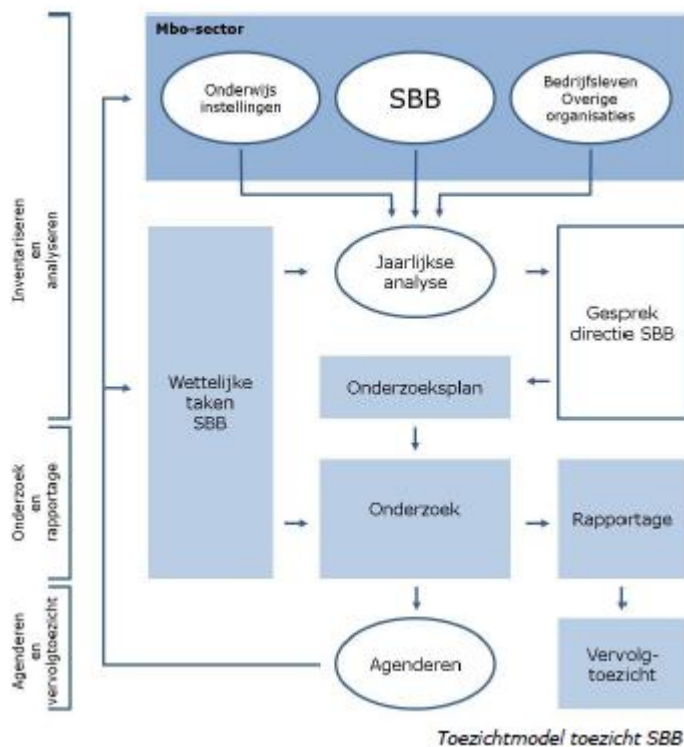 Mbo-sector
Onderwijs
instellingen
SBB
Bedrijfsleven
Overige
organisaties
Inventariseren
en
analyseren
Jaarlijkse
analyse
Gesprek
directie SBB
Wettelijke
taken
SBB
Onderzoeksplan
Onderzoek
en
rapportage
Onderzoek
Rapportage
Agenderen
en
vervolgtoezicht
Agenderen
Vervolg-
toezicht
Toezichtmodel toezicht SBB